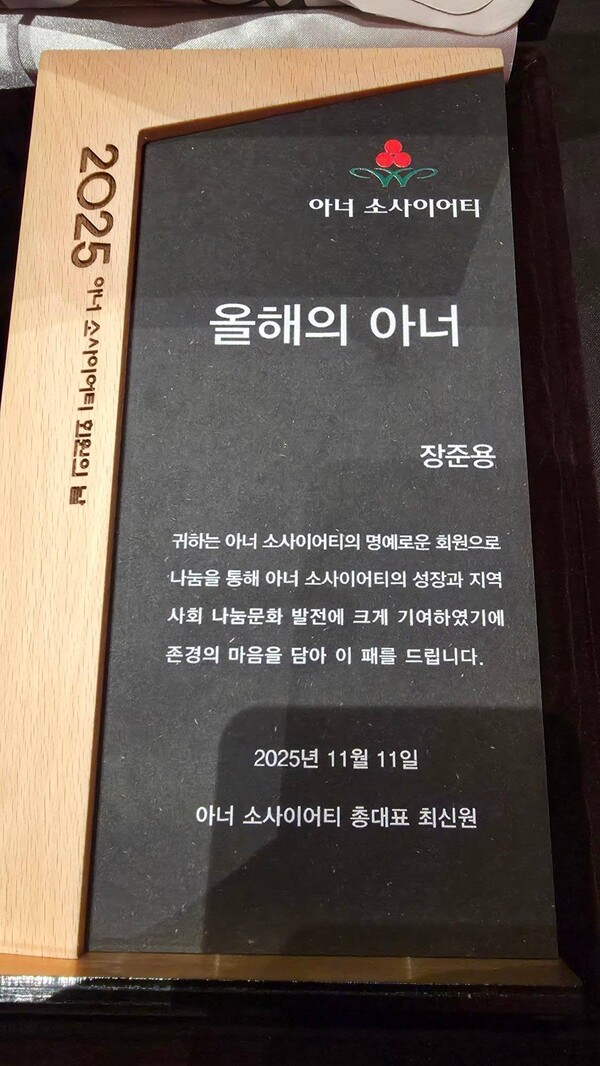 2025 아너 소사이어티 회원의 날
아너 소사이어티
올해의 아너
장준용
귀하는 아너 소사이어티의 명예로운 회원으로
나눔을 통해 아너 소사이어티의 성장과 지역
사회 나눔문화 발전에 크게 기여하였기에
존경의 마음을 담아 이 패를 드립니다.
2025년 11월 11일
아너 소사이어티 총대표 최신원